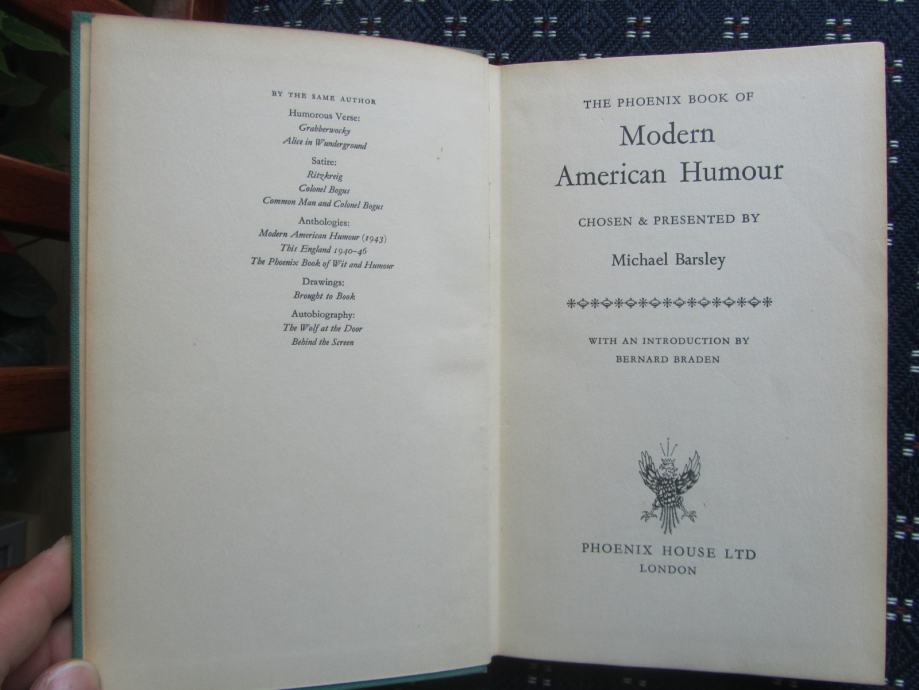 BY THE SAME AUTHOR
Humorous Verse:
Grabberwocky
Alice in Wunderground
Satire:
Ritzkreig
Colonel Bogus
Common Man and Colonel Bogus
Anthologies:
Modern American Humour (1943)
This England 1940–46
The Phoenix Book of Wit and Humour
Drawings:
Brought to Book
Autobiography:
The Wolf at the Door
Behind the Screen
THE PHOENIX BOOK OF
Modern
American Humour
CHOSEN & PRESENTED BY
Michael Barsley
WITH AN INTRODUCTION BY
BERNARD BRADEN
PHOENIX HOUSE LTD
LONDON